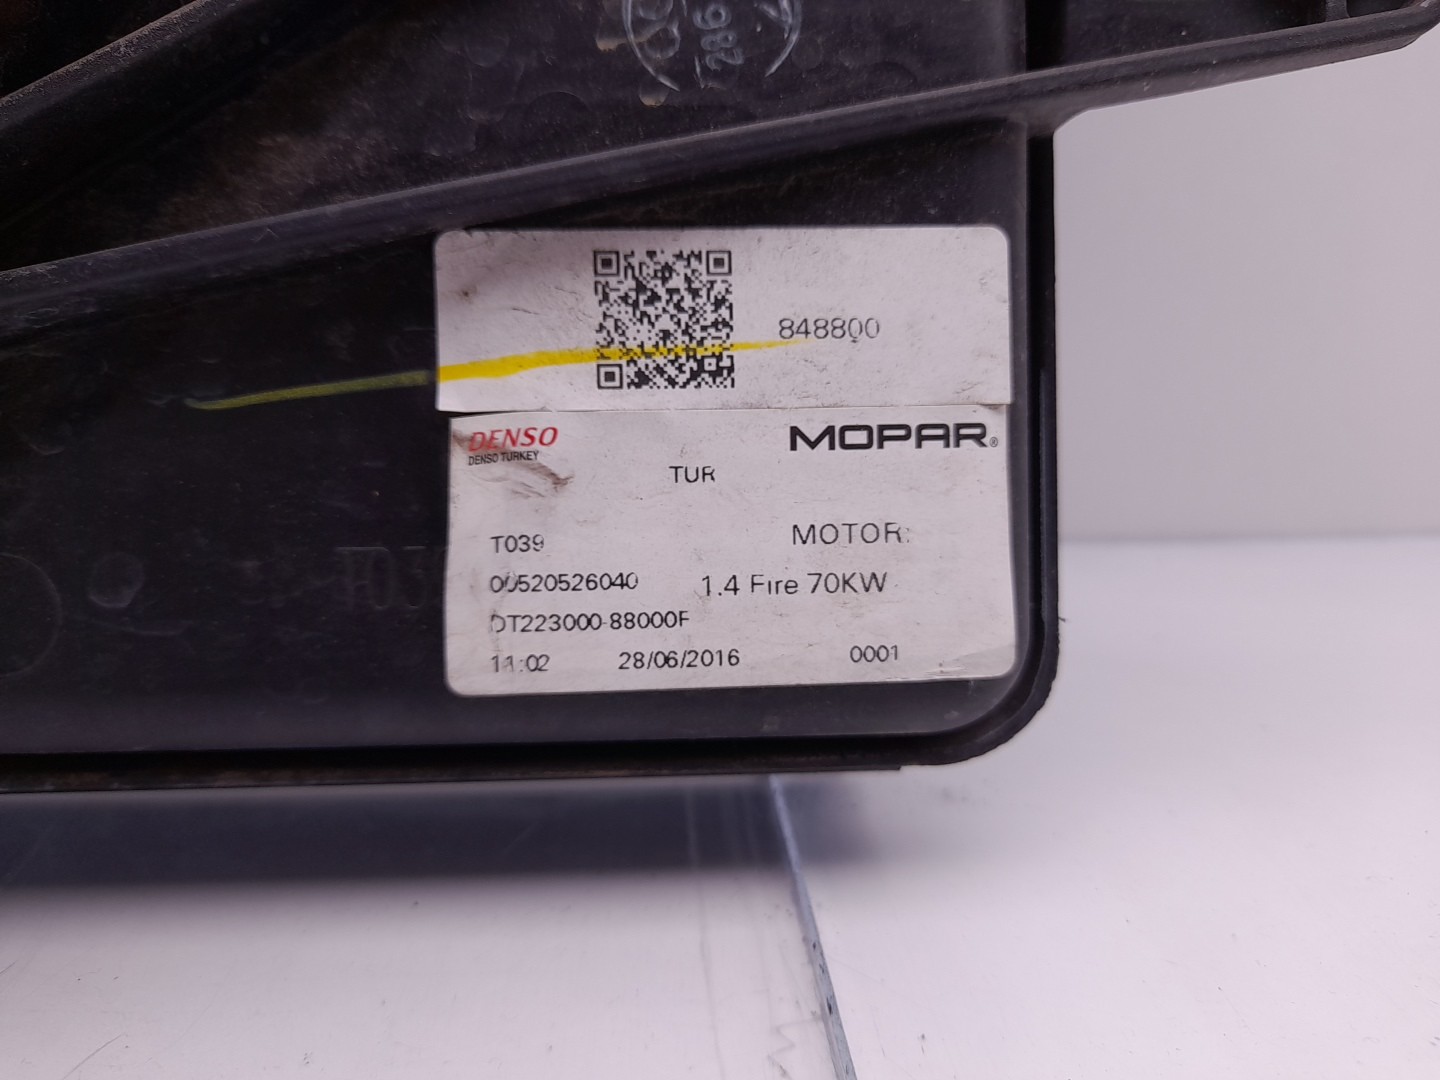 286
848800
DENSO
DENSO TURKEY
MOPAR®
TUR
T039
MOTOR:
00520526040
1.4 Fire 70KW
DT223000-88000F
11:02 28/06/2016 0001